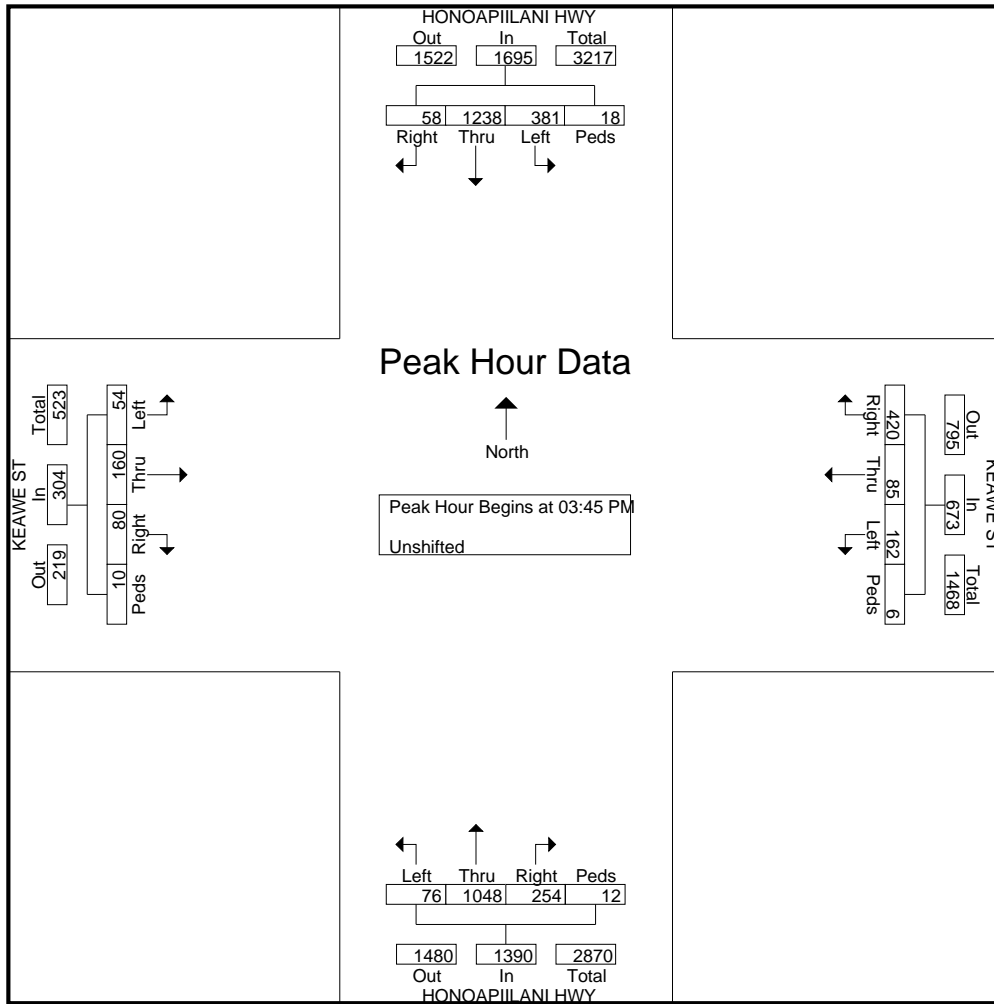 HONOAPIILANI HWY
Out In Total
1522 1695 3217
58 1238 381 18
Right Thru Left Peds
Peak Hour Data
North
Peak Hour Begins at 03:45 PM
Unshifted
KEAWE ST
Total In Out
523 304 219
54 160 80 10
Left Thru Right Peds
Right Thru Left Peds
420 85 162 6
Out In Total
795 673 1468
KEAWE ST
Left Thru Right Peds
76 1048 254 12
1480 1390 2870
Out In Total
HONOAPIILANI HWY